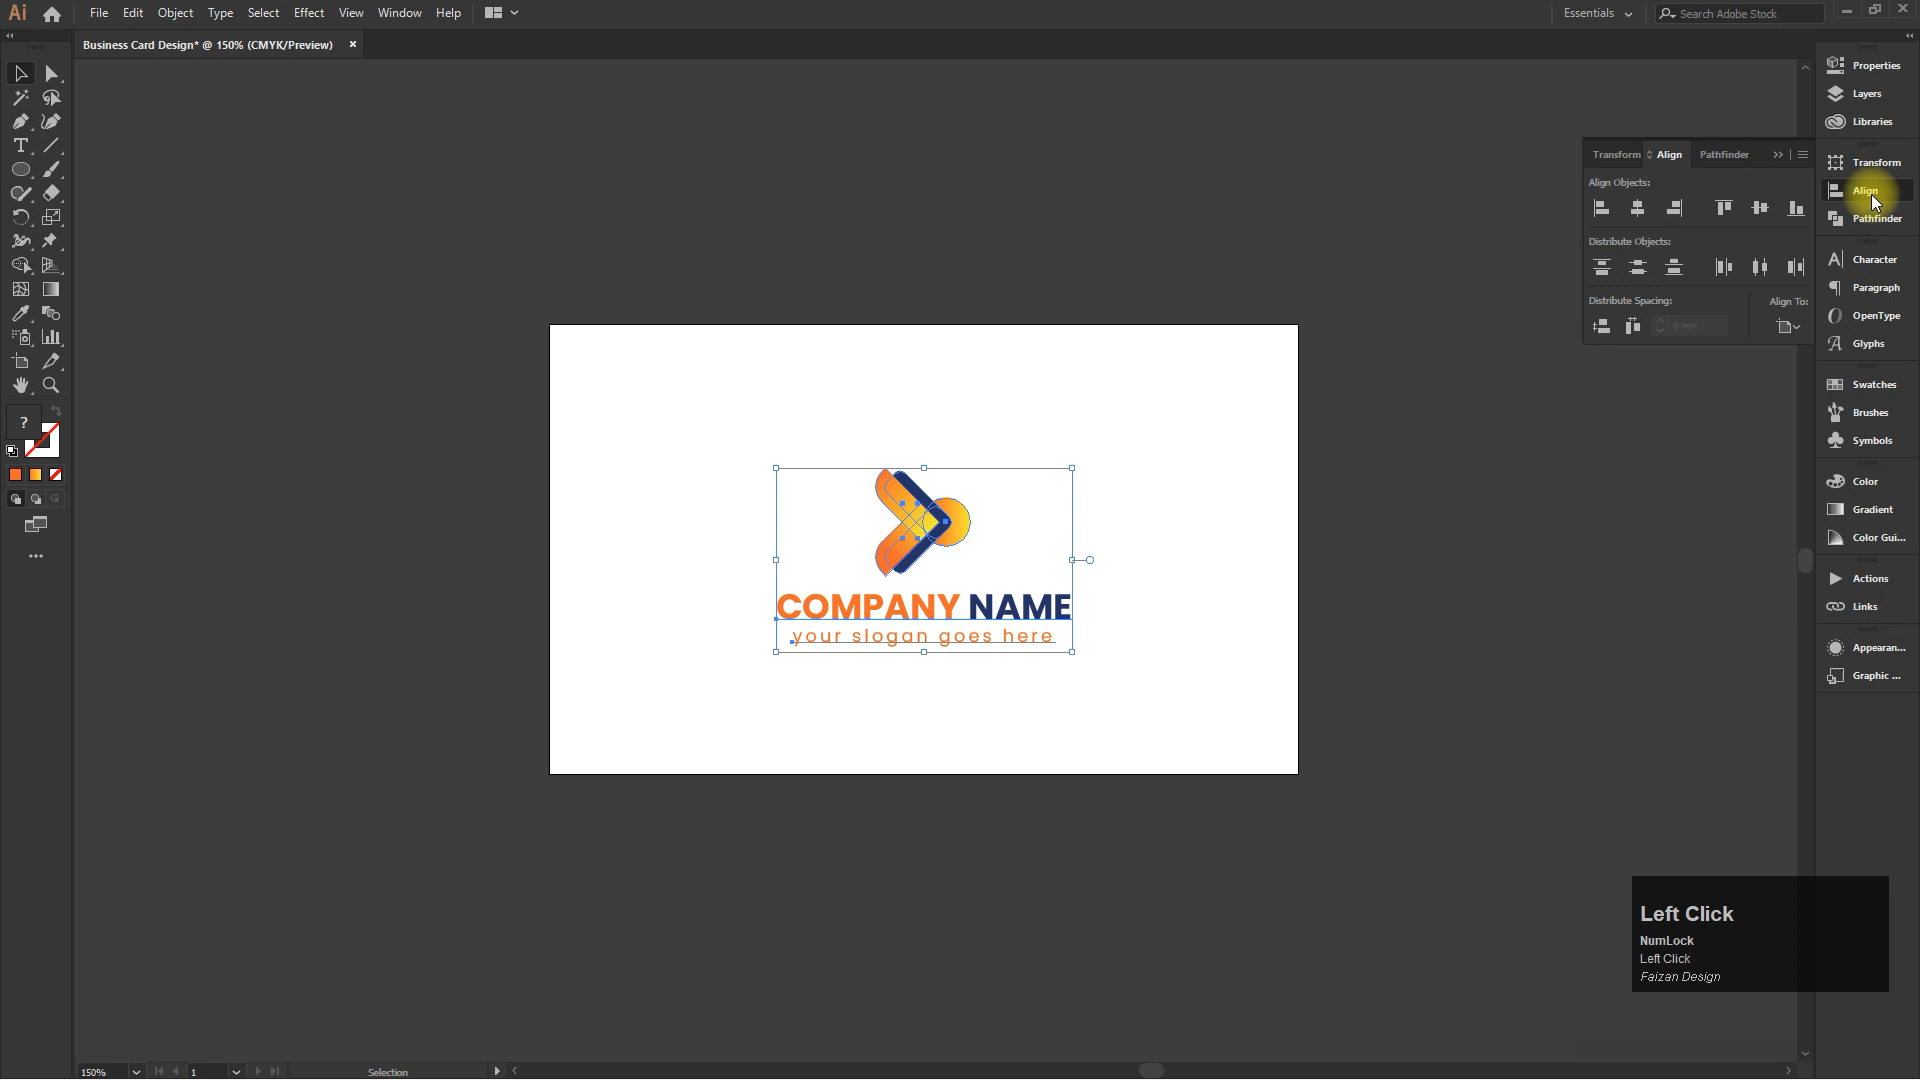 Ai File Edit Object Type Select Effect View Window Help Essentials Search Adobe Stock
Business Card Design* @ 150% (CMYK/Preview) ×
Properties
Layers
Libraries
Transform Align Pathfinder
Align Objects:
Distribute Objects:
Distribute Spacing: Align To:
0 mm
Transform
Align
Pathfinder
Character
Paragraph
OpenType
Glyphs
Swatches
Brushes
Symbols
Color
Gradient
Color Gui...
Actions
Links
Appearan...
Graphic ...
?
COMPANY NAME
your slogan goes here
Left Click
NumLock
Left Click
Faizan Design
150% 1 Selection